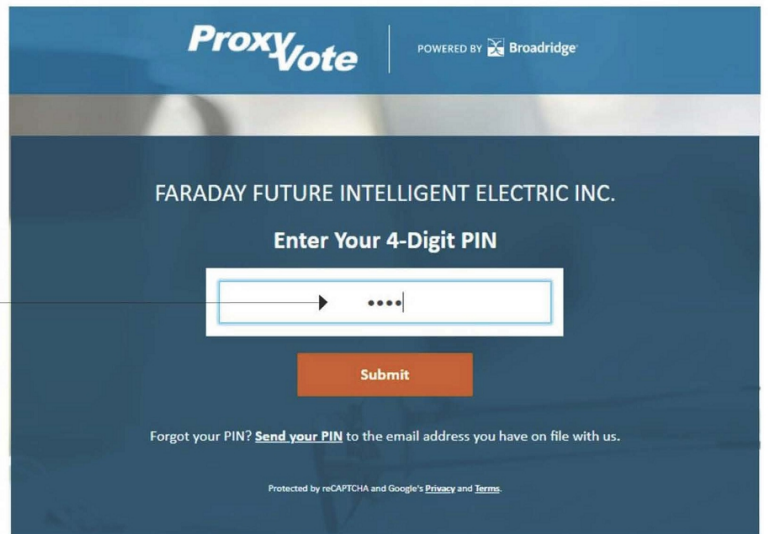 ProxyVote
POWERED BY Broadridge
FARADAY FUTURE INTELLIGENT ELECTRIC INC.
Enter Your 4-Digit PIN
••••
Submit
Forgot your PIN? Send your PIN to the email address you have on file with us.
Protected by reCAPTCHA and Google's Privacy and Terms.